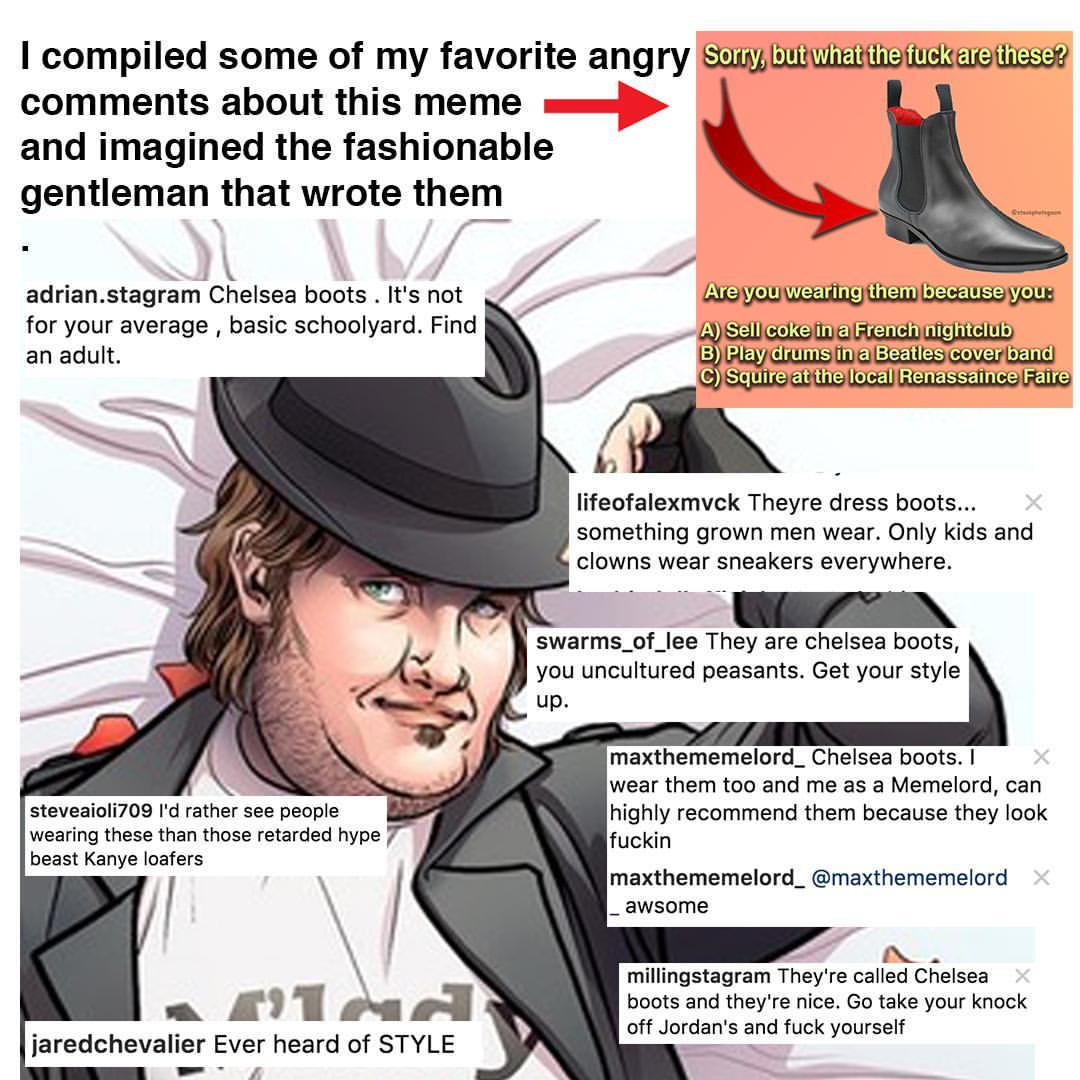 I compiled some of my favorite angry
comments about this meme
and imagined the fashionable
gentleman that wrote them
.
Sorry, but what the fuck are these?
Are you wearing them because you:
A) Sell coke in a French nightclub
B) Play drums in a Beatles cover band
C) Squire at the local Renassaince Faire
adrian.stagram Chelsea boots . It's not
for your average , basic schoolyard. Find
an adult.
lifeofalexmvck Theyre dress boots...
something grown men wear. Only kids and
clowns wear sneakers everywhere.
swarms_of_lee They are chelsea boots,
you uncultured peasants. Get your style
up.
maxthememelord_ Chelsea boots. I
wear them too and me as a Memelord, can
highly recommend them because they look
fuckin
maxthememelord_ @maxthememelord
_ awsome
steveaioli709 I'd rather see people
wearing these than those retarded hype
beast Kanye loafers
millingstagram They're called Chelsea
boots and they're nice. Go take your knock
off Jordan's and fuck yourself
M'lady
jaredchevalier Ever heard of STYLE